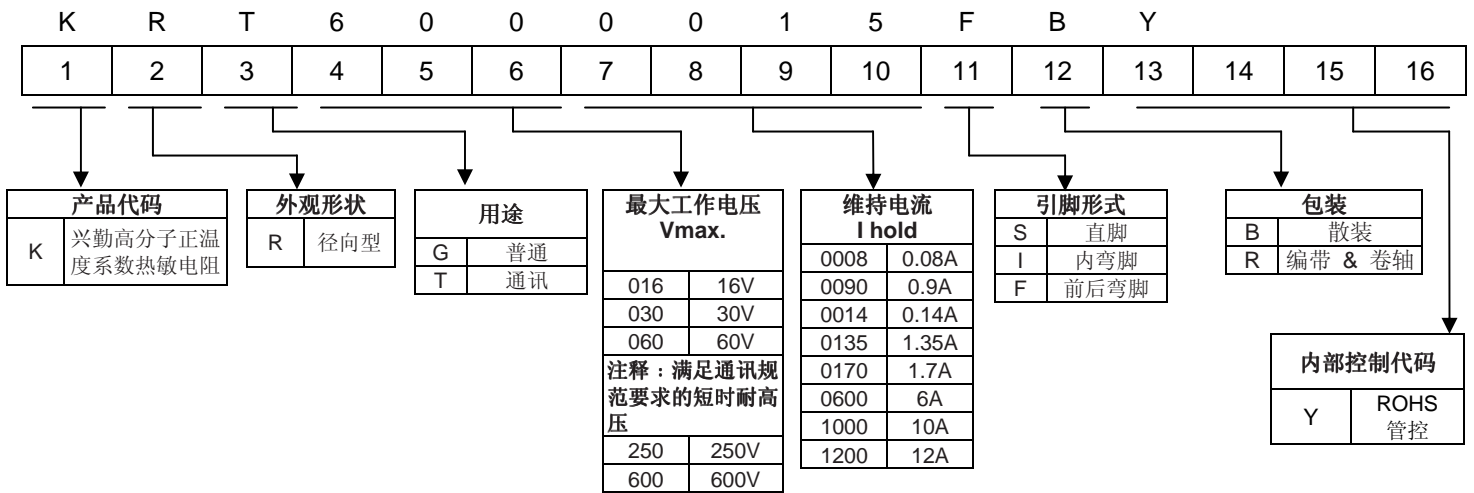 K R T 6 0 0 0 0 1 5 F B Y
1 2 3 4 5 6 7 8 9 10 11 12 13 14 15 16
产品代码
K 兴勤高分子正温
度系数热敏电阻
外观形状
R 径向型
用途
G 普通
T 通讯
最大工作电压
Vmax.
016 16V
030 30V
060 60V
注释：满足通讯规
范要求的短时耐高
压
250 250V
600 600V
维持电流
I hold
0008 0.08A
0090 0.9A
0014 0.14A
0135 1.35A
0170 1.7A
0600 6A
1000 10A
1200 12A
引脚形式
S 直脚
I 内弯脚
F 前后弯脚
包装
B 散装
R 编带 & 卷轴
内部控制代码
Y ROHS
管控